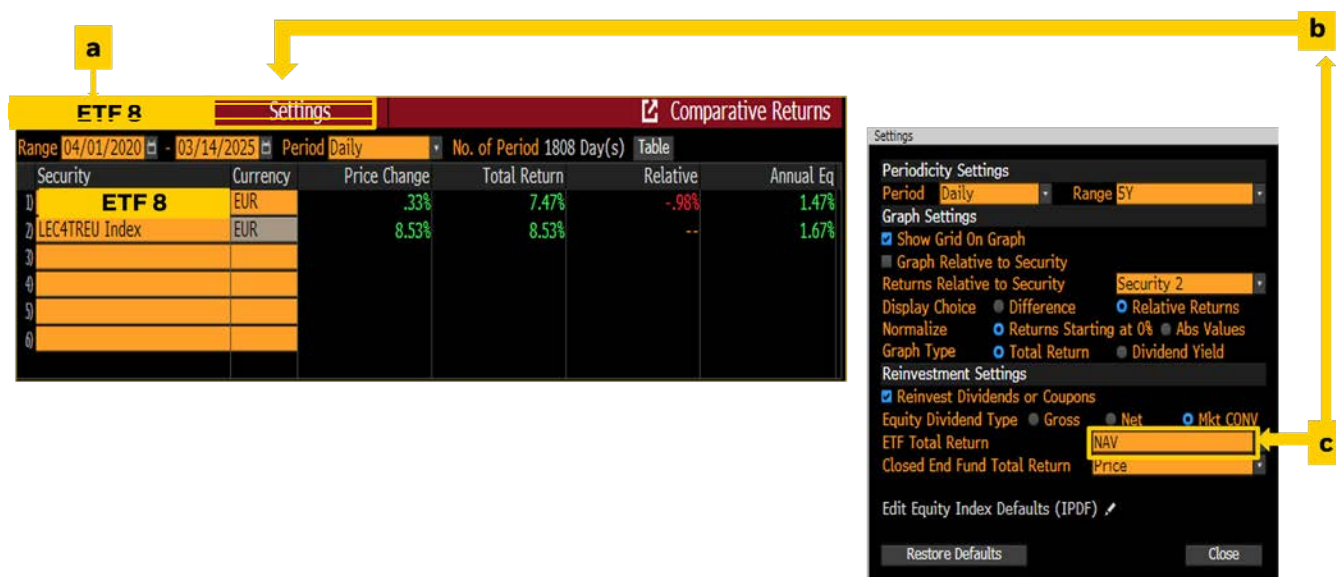 a
b
ETF 8 Settings Comparative Returns
Range 04/01/2020 - 03/14/2025 Period Daily No. of Period 1808 Day(s) Table
Security Currency Price Change Total Return Relative Annual Eq
1) ETF 8 EUR .33% 7.47% -.98% 1.47%
2) LEC4TREU Index EUR 8.53% 8.53% -- 1.67%
3)
4)
5)
6)
Settings
Periodicity Settings
Period Daily Range 5Y
Graph Settings
Show Grid On Graph
Graph Relative to Security
Returns Relative to Security Security 2
Display Choice Difference Relative Returns
Normalize Returns Starting at 0% Abs Values
Graph Type Total Return Dividend Yield
Reinvestment Settings
Reinvest Dividends or Coupons
Equity Dividend Type Gross Net Mkt CONV
ETF Total Return NAV
c
Closed End Fund Total Return Price
Edit Equity Index Defaults (IPDF)
Restore Defaults Close